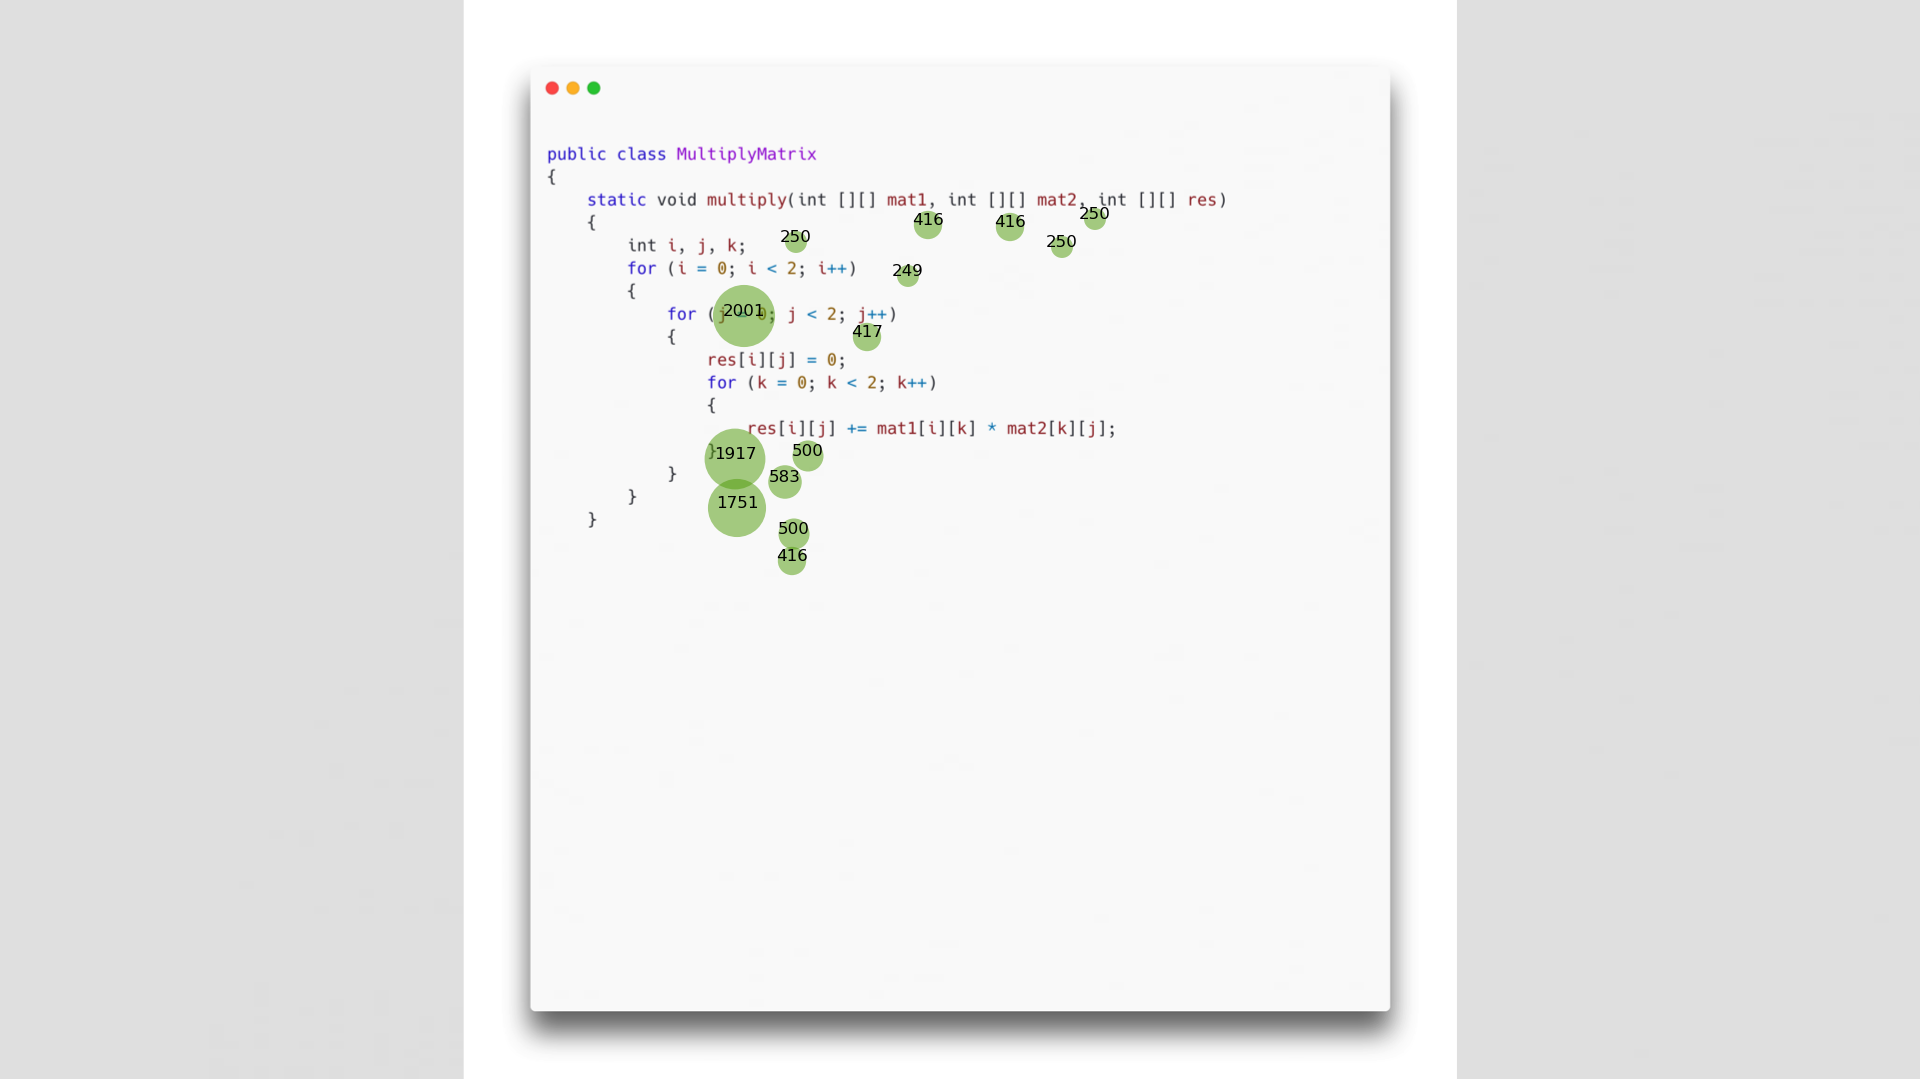 public class MultiplyMatrix
{
    static void multiply(int [][] mat1, int [][] mat2, int [][] res)
    {
416 416 250
        int i, j, k;
250 250
        for (i = 0; i < 2; i++)
249
        {
            for (j = 0; j < 2; j++)
2001
            {
417
                res[i][j] = 0;
                for (k = 0; k < 2; k++)
                {
                    res[i][j] += mat1[i][k] * mat2[k][j];
                }
1917 500
            }
583
        }
1751
    }
500
416